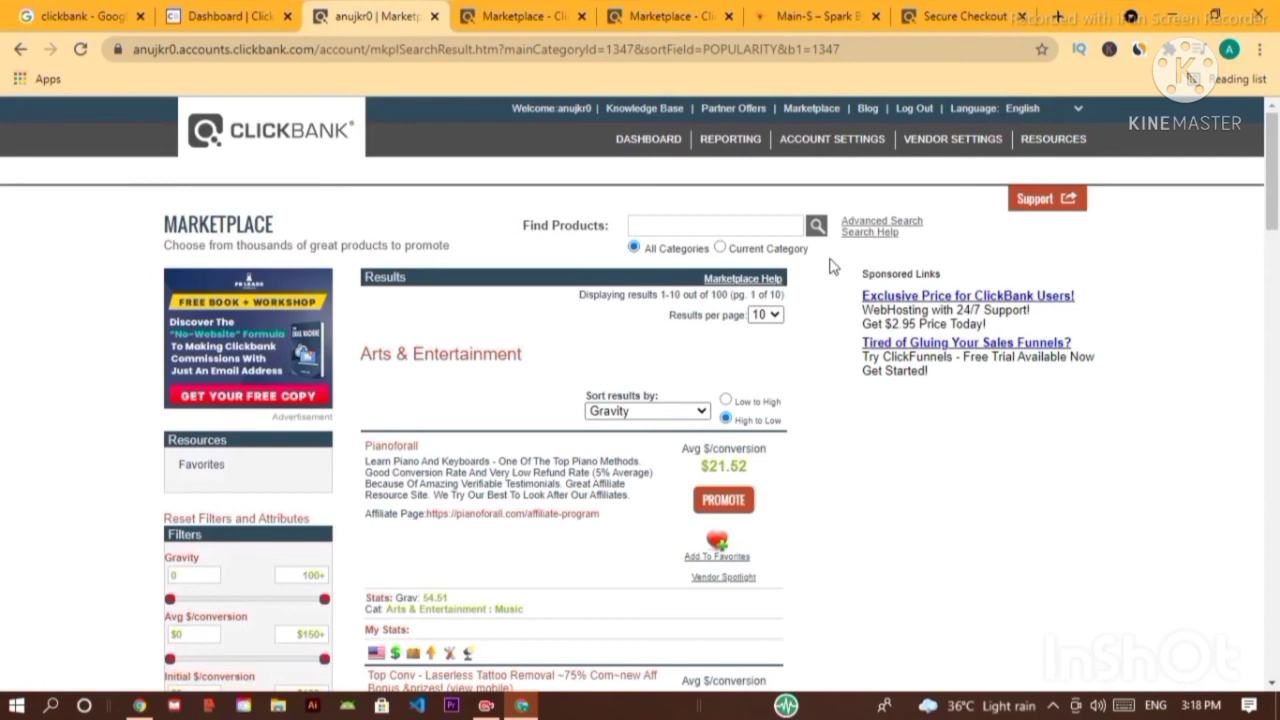 clickbank - Goog
Dashboard | Click
anujkr0 | Marketp
Marketplace - Cli
Marketplace - Cli
Main-S – Spark B
Secure Checkout
Recorded with iTop Screen Recorder
anujkr0.accounts.clickbank.com/account/mkplSearchResult.htm?mainCategoryId=1347&sortField=POPULARITY&b1=1347
Apps
Reading list
KINEMASTER
Welcome:anujkr0 | Knowledge Base | Partner Offers | Marketplace | Blog | Log Out | Language: English
CLICKBANK
DASHBOARD | REPORTING | ACCOUNT SETTINGS | VENDOR SETTINGS | RESOURCES
Support
MARKETPLACE
Choose from thousands of great products to promote
Find Products:
Advanced Search
Search Help
All Categories
Current Category
FREE BOOK + WORKSHOP
Discover The
"No-Website" Formula
To Making Clickbank
Commissions With
Just An Email Address
GET YOUR FREE COPY
Advertisement
Resources
Favorites
Reset Filters and Attributes
Filters
Gravity
0
100+
Avg $/conversion
$0
$150+
Initial $/conversion
Results
Marketplace Help
Displaying results 1-10 out of 100 (pg. 1 of 10)
Results per page: 10
Arts & Entertainment
Sort results by:
Gravity
Low to High
High to Low
Pianoforall
Learn Piano And Keyboards - One Of The Top Piano Methods.
Good Conversion Rate And Very Low Refund Rate (5% Average)
Because Of Amazing Verifiable Testimonials. Great Affiliate
Resource Site. We Try Our Best To Look After Our Affiliates.
Affiliate Page:https://pianoforall.com/affiliate-program
Avg $/conversion
$21.52
PROMOTE
Add To Favorites
Vendor Spotlight
Stats: Grav: 54.51
Cat: Arts & Entertainment : Music
My Stats:
Top Conv - Laserless Tattoo Removal ~75% Com~new Aff
Bonus &prizes! (view mobile)
Avg $/conversion
Sponsored Links
Exclusive Price for ClickBank Users!
WebHosting with 24/7 Support!
Get $2.95 Price Today!
Tired of Gluing Your Sales Funnels?
Try ClickFunnels - Free Trial Available Now
Get Started!
InShOt
36°C Light rain
ENG
3:18 PM